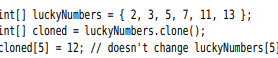 int[] luckyNumbers = { 2, 3, 5, 7, 11, 13 };
int[] cloned = luckyNumbers.clone();
cloned[5] = 12; // doesn't change luckyNumbers[5]